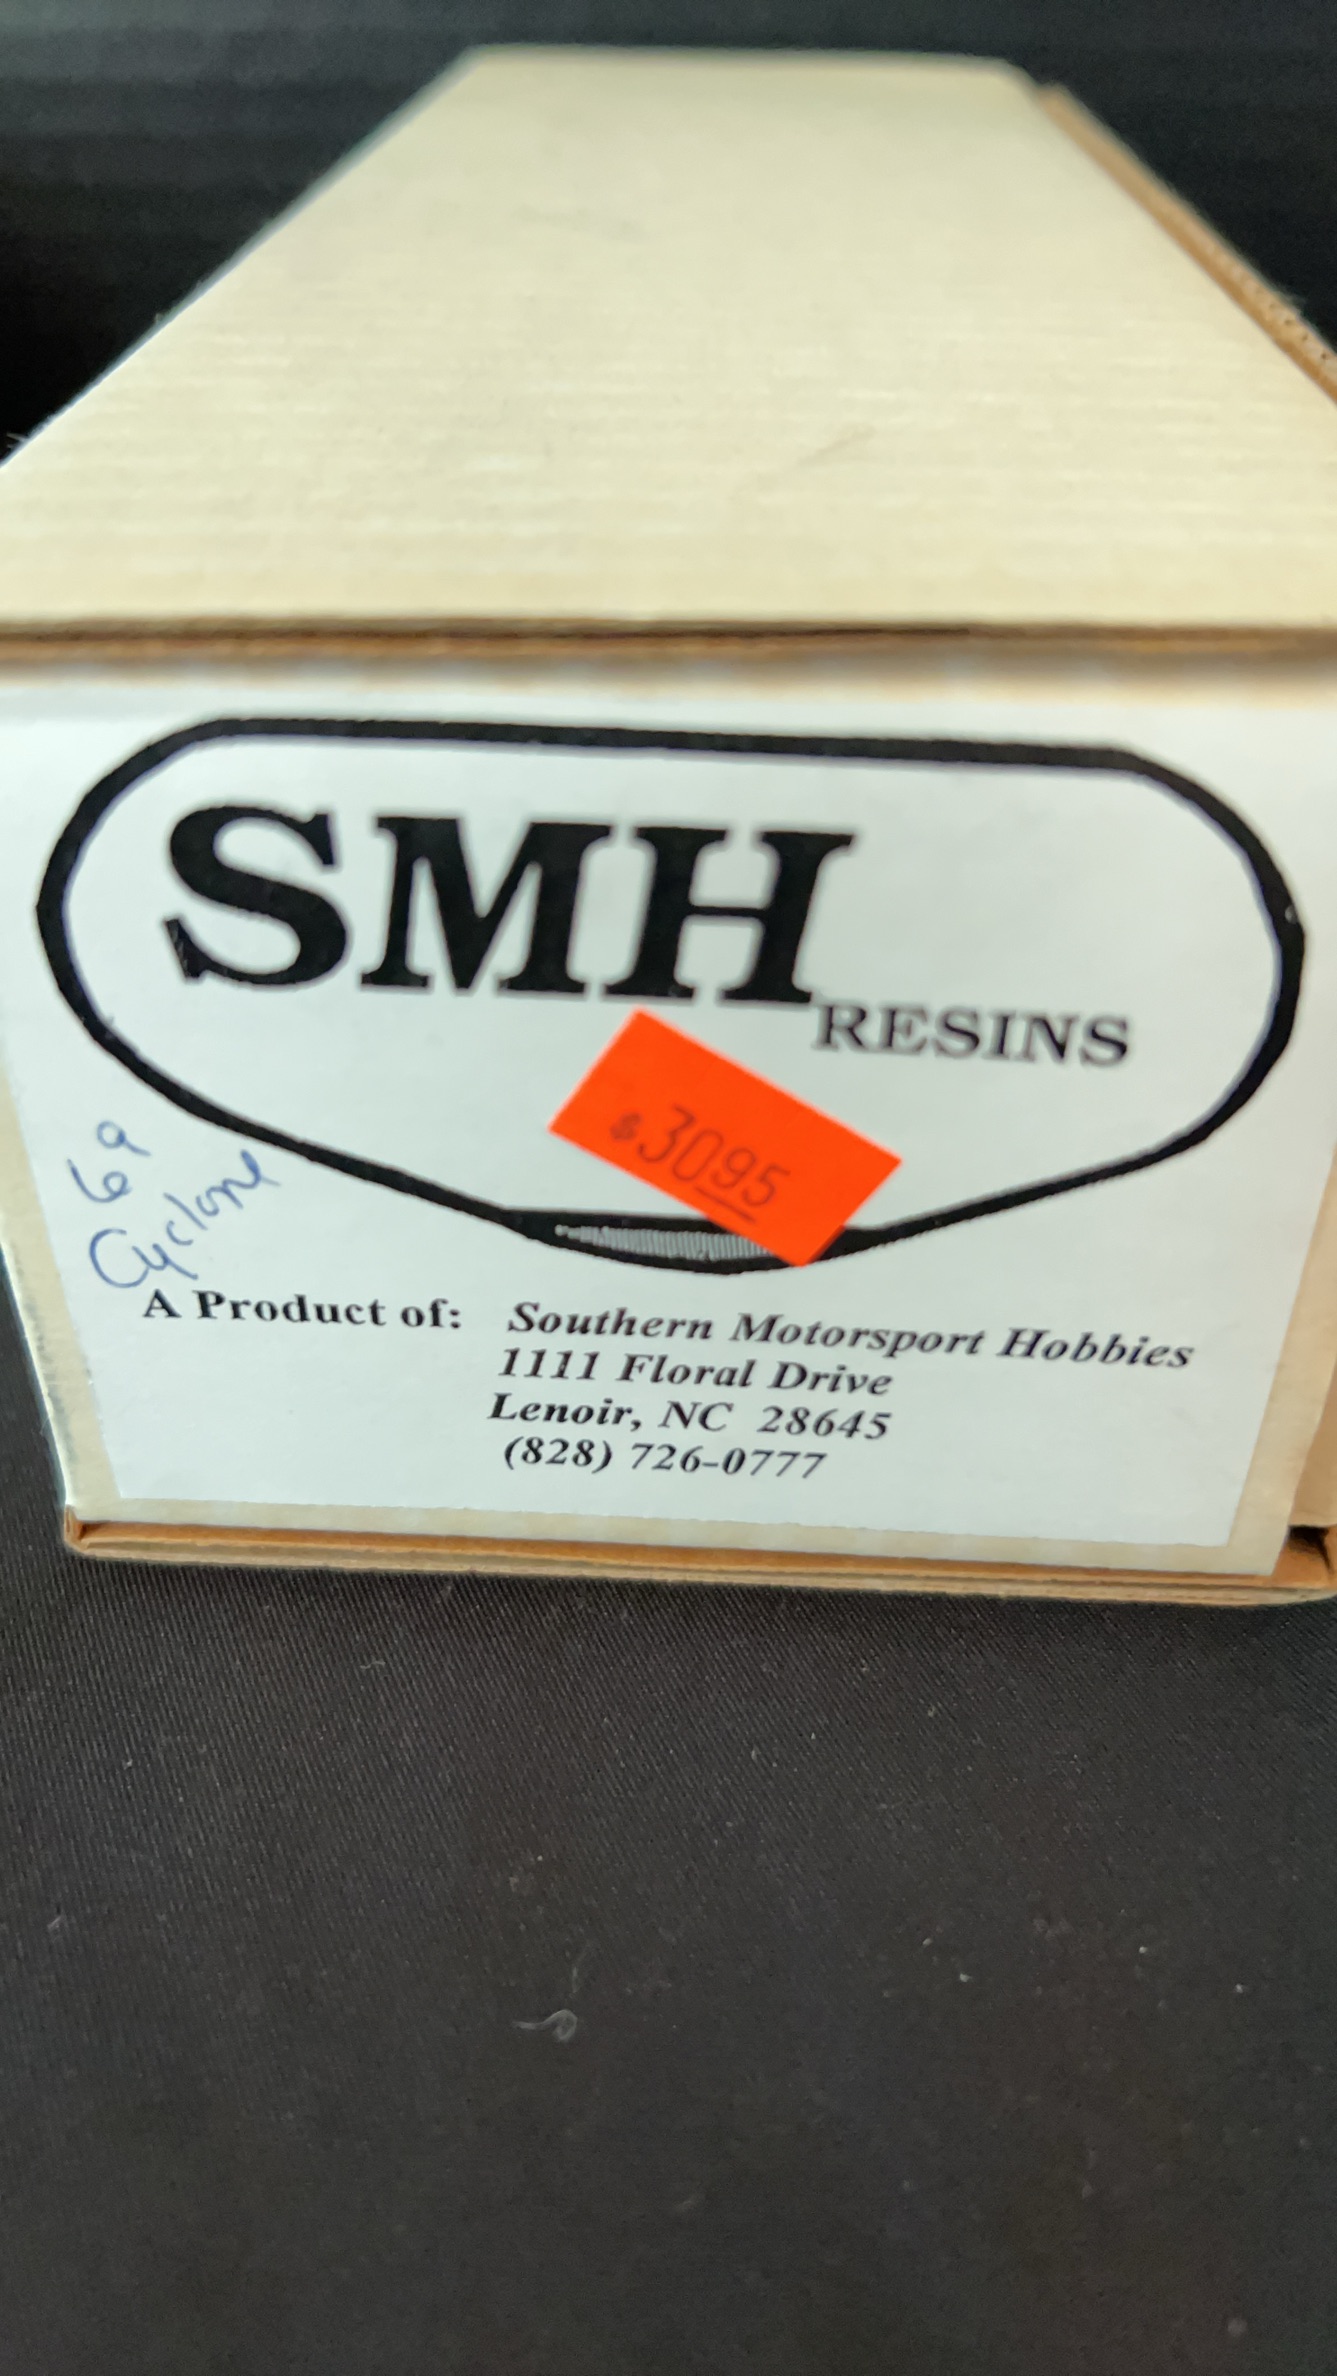 SMH
RESINS
$3095
69
Cyclone
A Product of: Southern Motorsport Hobbies
1111 Floral Drive
Lenoir, NC 28645
(828) 726-0777